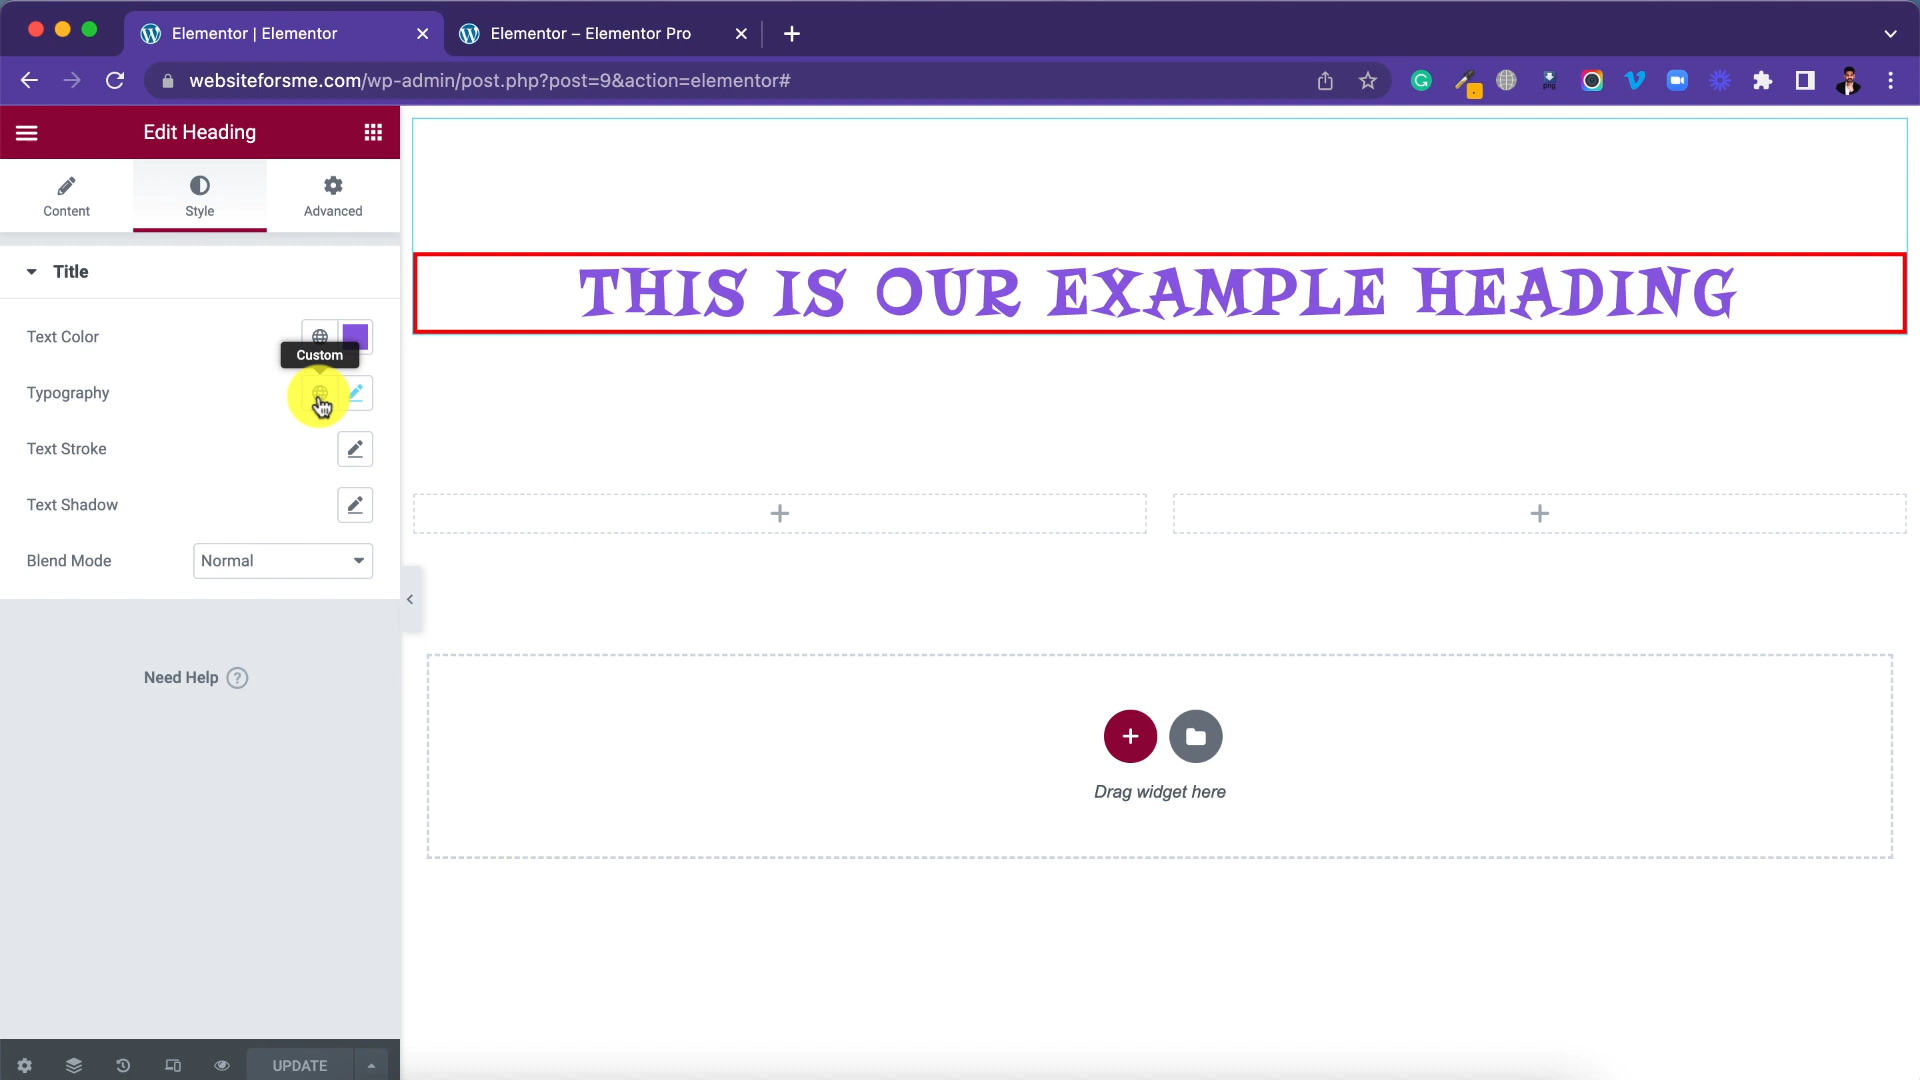 Elementor | Elementor
Elementor – Elementor Pro
websiteforsme.com/wp-admin/post.php?post=9&action=elementor#
Edit Heading
Content
Style
Advanced
Title
Text Color
Custom
Typography
Text Stroke
Text Shadow
Blend Mode
Normal
Need Help ?
UPDATE
THIS IS OUR EXAMPLE HEADING
Drag widget here